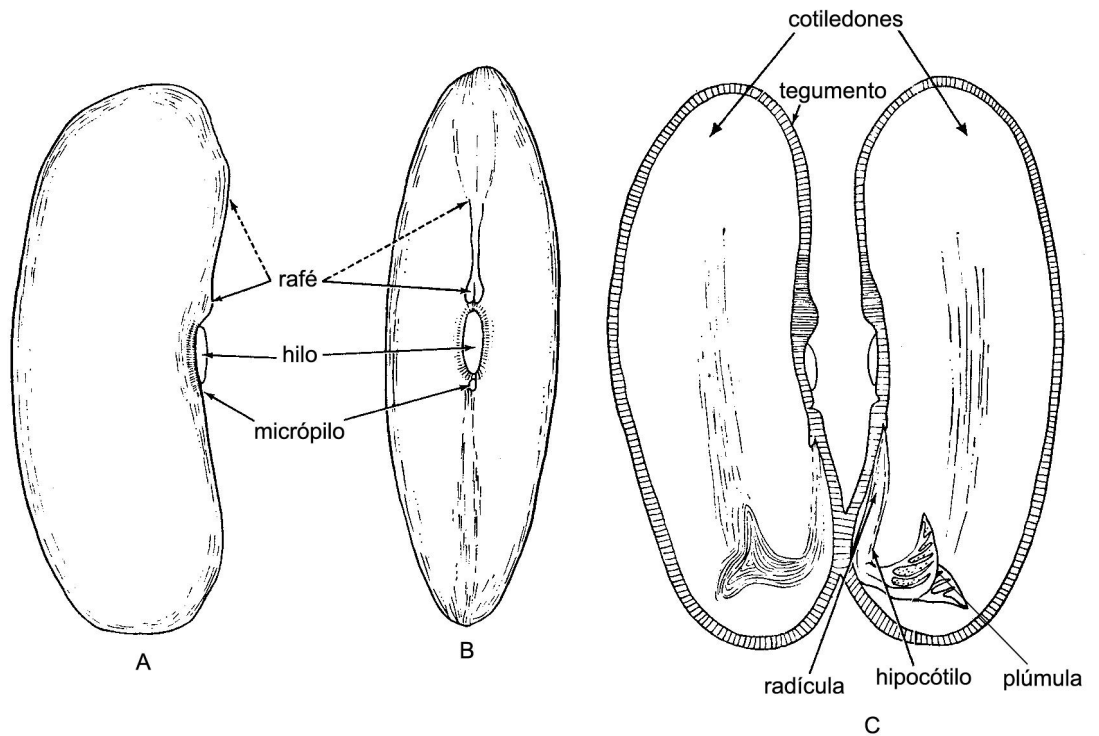 cotiledones
tegumento
rafé
hilo
micrópilo
A
B
radícula
hipocótilo
plúmula
C